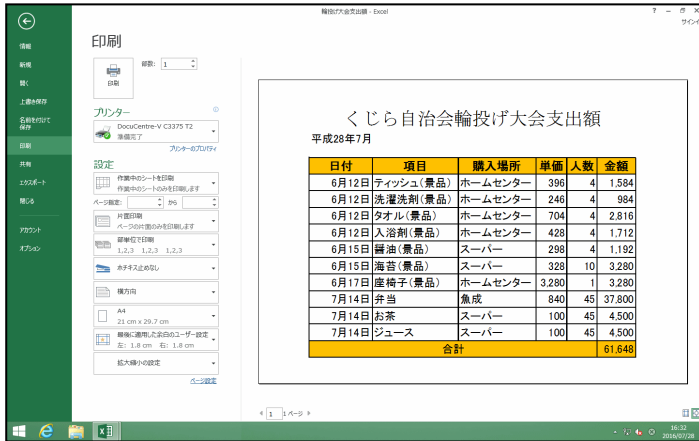 輪投げ大会支出額 - Excel
? － ❐ ✕
サインイ
情報
新規
開く
上書き保存
名前を付けて
保存
印刷
共有
エクスポート
閉じる
アカウント
オプション
印刷
印刷
部数: 1
プリンター
DocuCentre-V C3375 T2
準備完了
プリンターのプロパティ
設定
作業中のシートを印刷
作業中のシートのみを印刷します
ページ指定: から
片面印刷
ページの片面のみを印刷します
部単位で印刷
1,2,3 1,2,3 1,2,3
ホチキス止めなし
横方向
A4
21 cm x 29.7 cm
最後に適用した余白のユーザー設定
左: 1.8 cm 右: 1.8 cm
拡大縮小の設定
ページ設定
くじら自治会輪投げ大会支出額
平成28年7月
日付 項目 購入場所 単価 人数 金額
6月12日 ティッシュ(景品) ホームセンター 396 4 1,584
6月12日 洗濯洗剤(景品) ホームセンター 246 4 984
6月12日 タオル(景品) ホームセンター 704 4 2,816
6月12日 入浴剤(景品) ホームセンター 428 4 1,712
6月15日 醤油(景品) スーパー 298 4 1,192
6月15日 海苔(景品) スーパー 328 10 3,280
6月17日 座椅子(景品) ホームセンター 3,280 1 3,280
7月14日 弁当 魚成 840 45 37,800
7月14日 お茶 スーパー 100 45 4,500
7月14日 ジュース スーパー 100 45 4,500
合計 61,648
1 1 ページ
16:32
2016/07/28